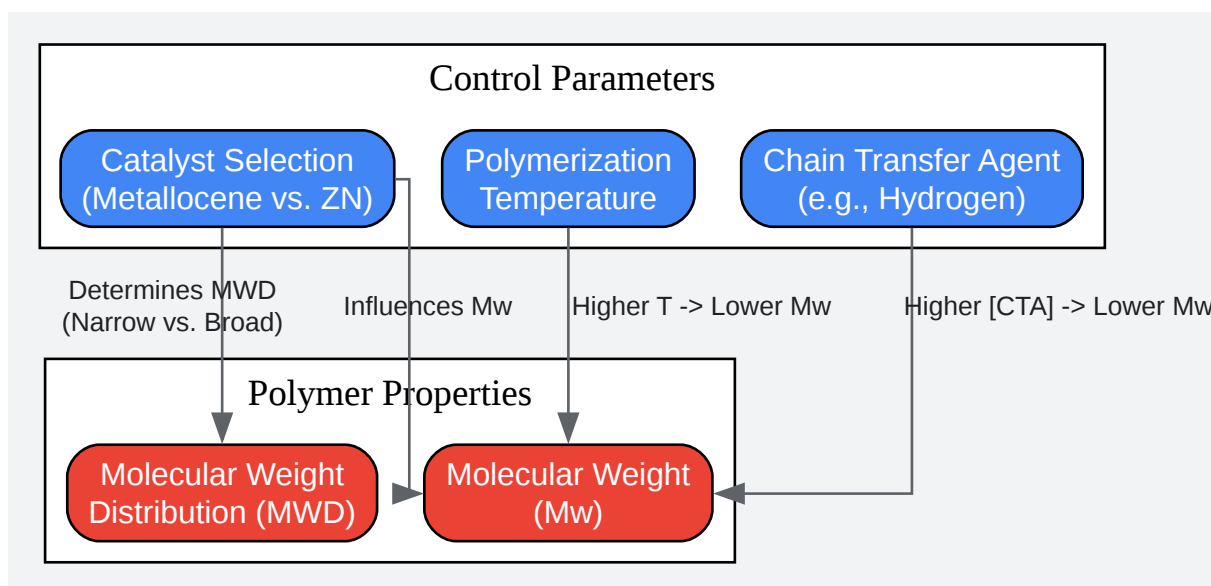 Control Parameters
Catalyst Selection
(Metallocene vs. ZN)
Polymerization
Temperature
Chain Transfer Agent
(e.g., Hydrogen)
Determines MWD
(Narrow vs. Broad)
Influences Mw
Higher T -> Lower Mw
Higher [CTA] -> Lower Mw
Polymer Properties
Molecular Weight
Distribution (MWD)
Molecular Weight
(Mw)